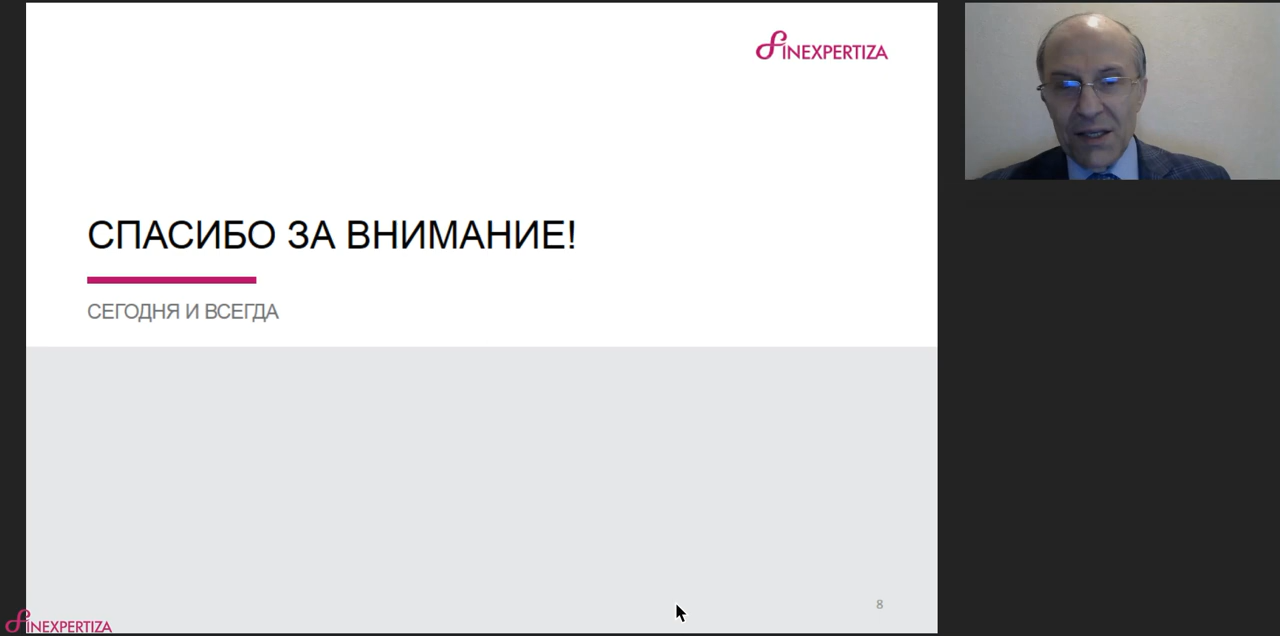 FINEXPERTIZA
СПАСИБО ЗА ВНИМАНИЕ!
СЕГОДНЯ И ВСЕГДА
8
FINEXPERTIZA